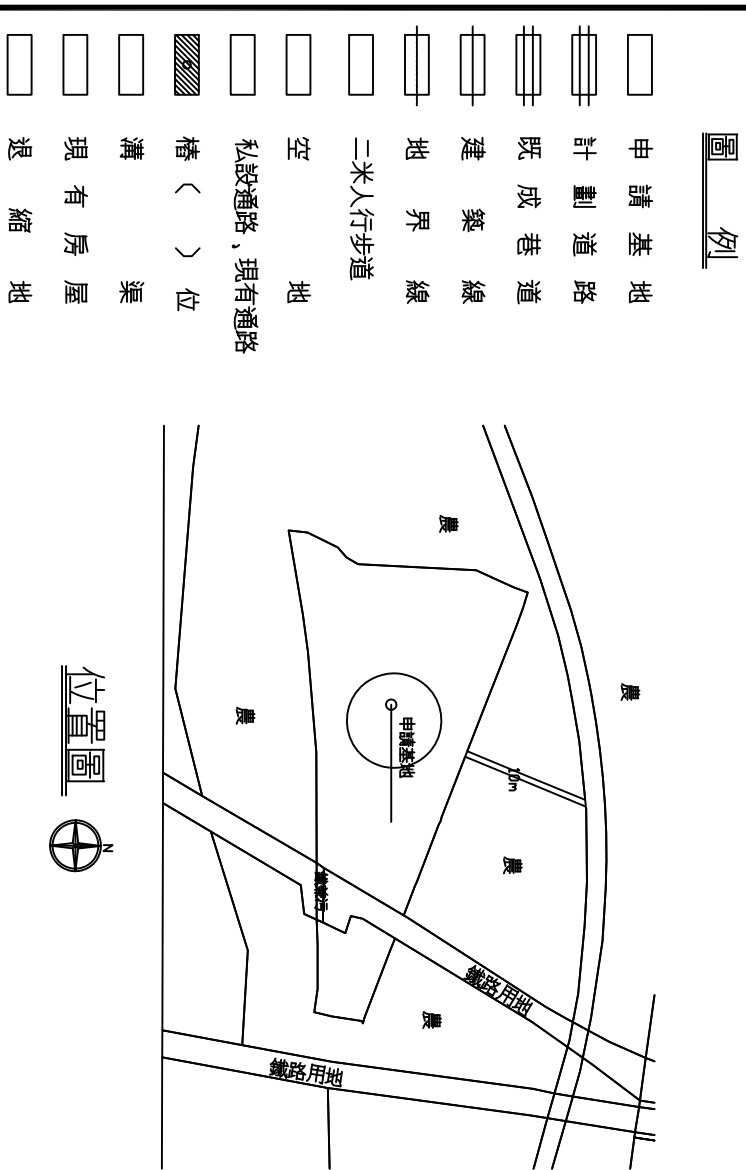 圖例
申請基地
計劃道路
既成巷道
建築線
地界線
二米人行步道
空地
私設通路、現有通路
樁（ ）位
溝渠
現有房屋
退縮地
農
農
農
申請基地
10m
農
農
鐵路用地
鐵路用地
位置圖
N